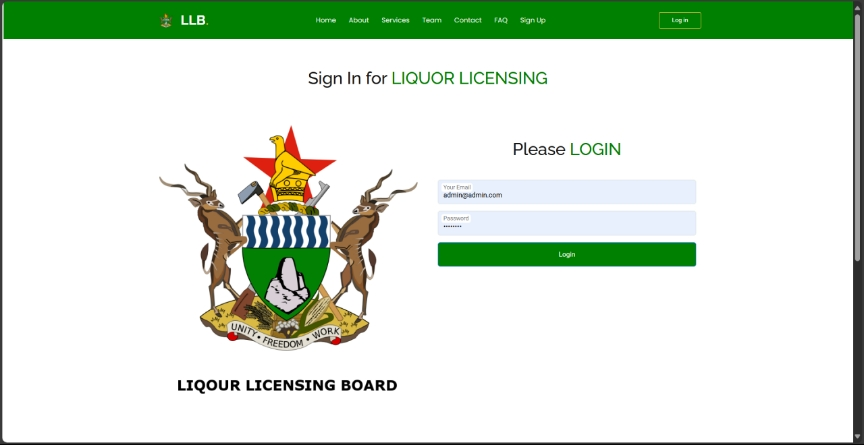 LLB.
Home About Services Team Contact FAQ Sign Up
Log in
Sign In for LIQUOR LICENSING
UNITY • FREEDOM • WORK
LIQOUR LICENSING BOARD
Please LOGIN
Your Email
admin@admin.com
Password
••••••••
Login